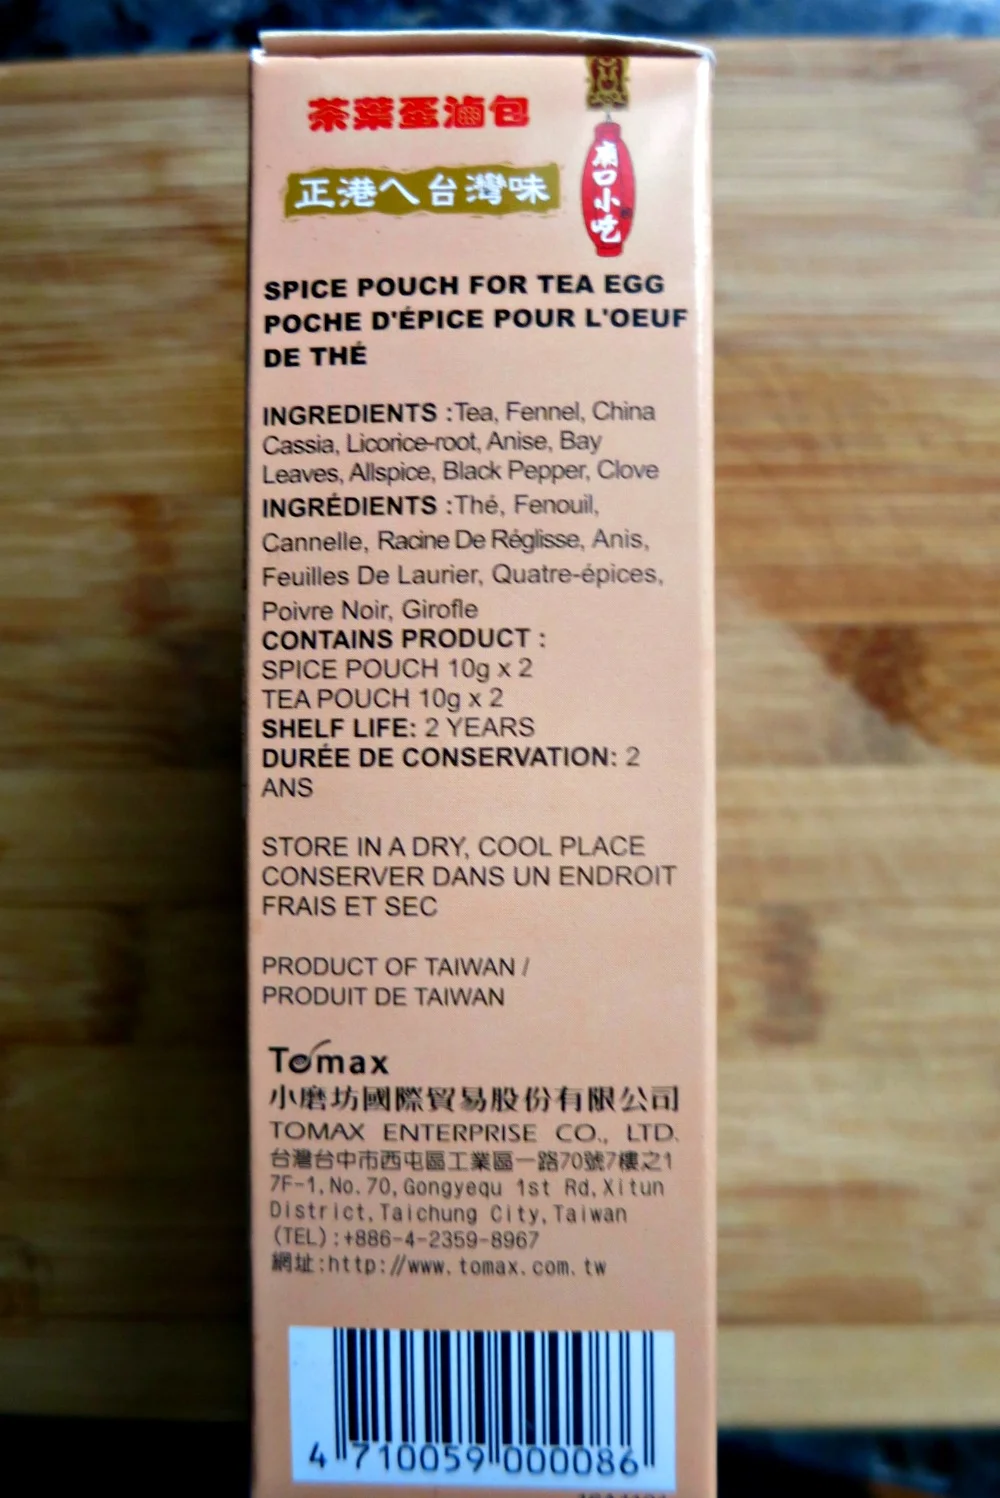 茶葉蛋滷包
正港ㄟ台灣味
廟口小吃
SPICE POUCH FOR TEA EGG
POCHE D'ÉPICE POUR L'OEUF
DE THÉ
INGREDIENTS :Tea, Fennel, China
Cassia, Licorice-root, Anise, Bay
Leaves, Allspice, Black Pepper, Clove
INGRÉDIENTS :Thé, Fenouil,
Cannelle, Racine De Réglisse, Anis,
Feuilles De Laurier, Quatre-épices,
Poivre Noir, Girofle
CONTAINS PRODUCT :
SPICE POUCH 10g x 2
TEA POUCH 10g x 2
SHELF LIFE: 2 YEARS
DURÉE DE CONSERVATION: 2
ANS
STORE IN A DRY, COOL PLACE
CONSERVER DANS UN ENDROIT
FRAIS ET SEC
PRODUCT OF TAIWAN /
PRODUIT DE TAIWAN
Tomax
小磨坊國際貿易股份有限公司
TOMAX ENTERPRISE CO., LTD.
台灣台中市西屯區工業區一路70號7樓之1
7F-1, No. 70, Gongyequ 1st Rd, Xitun
District, Taichung City, Taiwan
(TEL):+886-4-2359-8967
網址:http://www.tomax.com.tw
4 710059 000086